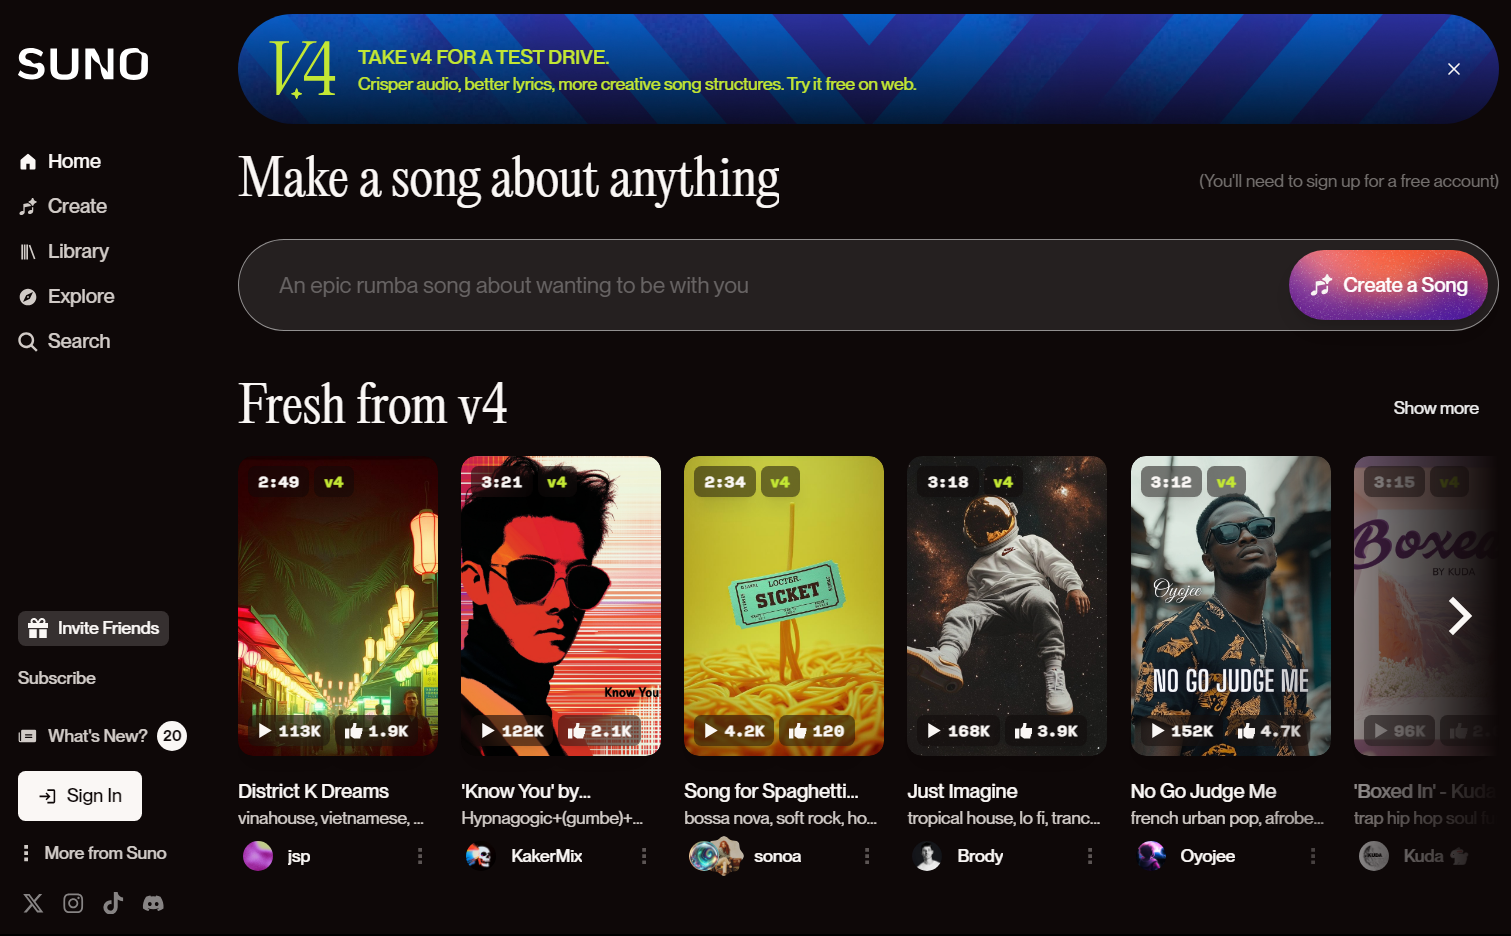 SUNO
Home
Create
Library
Explore
Search
Invite Friends
Subscribe
What's New? 20
Sign In
More from Suno
V4
TAKE v4 FOR A TEST DRIVE.
Crisper audio, better lyrics, more creative song structures. Try it free on web.
Make a song about anything
(You'll need to sign up for a free account)
An epic rumba song about wanting to be with you
Create a Song
Fresh from v4
Show more
2:49 v4
113K 1.9K
District K Dreams
vinahouse, vietnamese, ...
jsp
3:21 v4
Know You
122K 2.1K
'Know You' by...
Hypnagogic+(gumbe)+...
KakerMix
2:34 v4
LOCTER.
SICKET
4.2K 120
Song for Spaghetti...
bossa nova, soft rock, ho...
sonoa
3:18 v4
168K 3.9K
Just Imagine
tropical house, lo fi, tranc...
Brody
3:12 v4
Oyojee
NO GO JUDGE ME
152K 4.7K
No Go Judge Me
french urban pop, afrobe...
Oyojee
3:15 v4
Boxed
BY KUDA
96K 2.
'Boxed In' - Kuda
trap hip hop soul fu
KUDA
Kuda